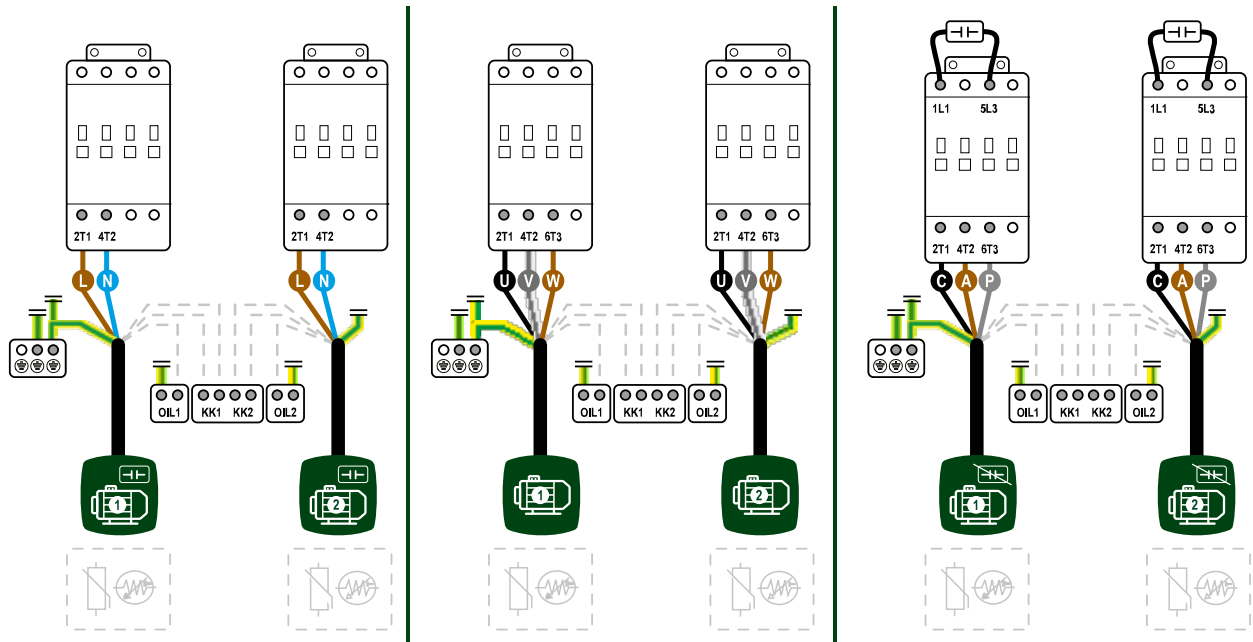 2T1 4T2
L N
OIL1 KK1 KK2 OIL2
1
2T1 4T2
L N
2
2T1 4T2 6T3
U V W
OIL1 KK1 KK2 OIL2
1
2T1 4T2 6T3
U V W
2
1L1 5L3
2T1 4T2 6T3
C A P
OIL1 KK1 KK2 OIL2
1
1L1 5L3
2T1 4T2 6T3
C A P
2